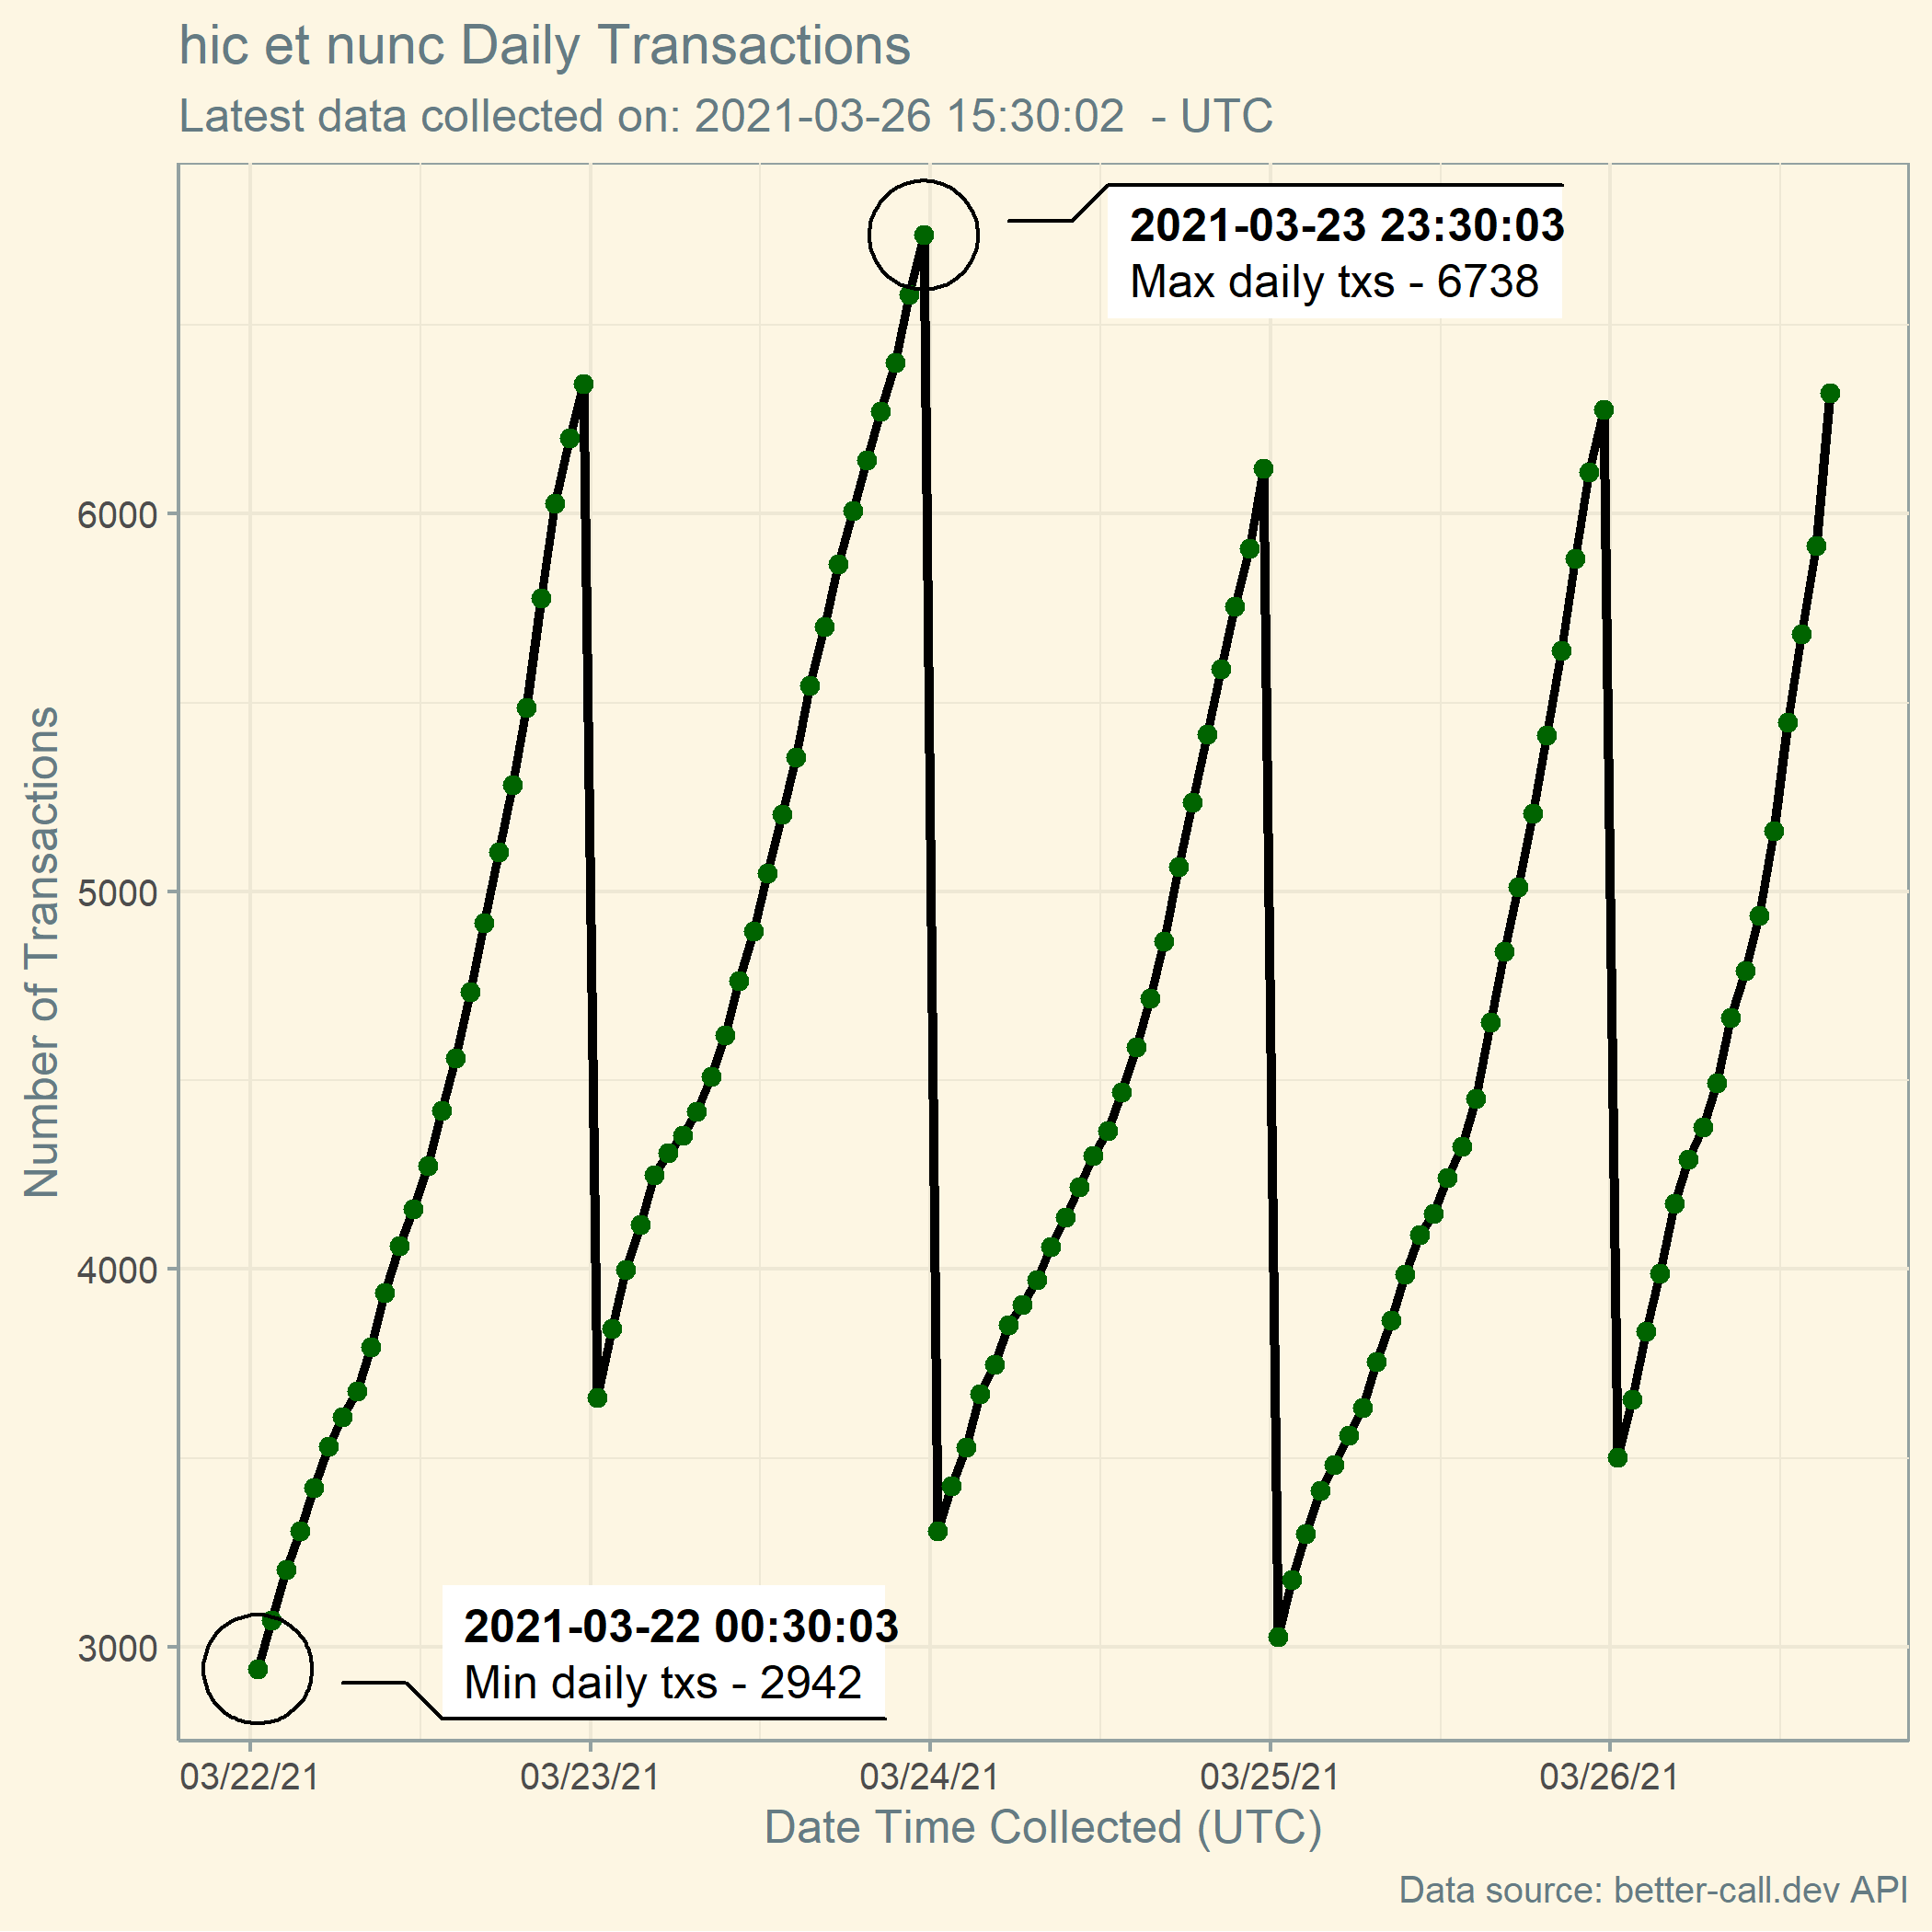 hic et nunc Daily Transactions
Latest data collected on: 2021-03-26 15:30:02  - UTC
2021-03-23 23:30:03
Max daily txs - 6738
6000
5000
4000
3000
Number of Transactions
2021-03-22 00:30:03
Min daily txs - 2942
03/22/21 03/23/21 03/24/21 03/25/21 03/26/21
Date Time Collected (UTC)
Data source: better-call.dev API